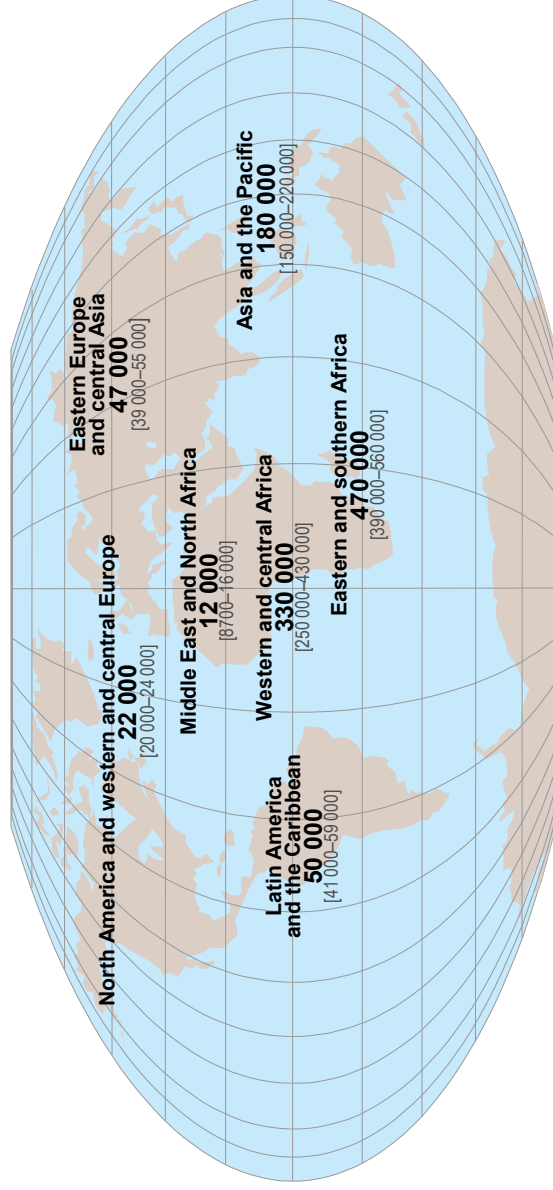 North America and western and central Europe
22 000
[20 000–24 000]
Eastern Europe
and central Asia
47 000
[39 000–55 000]
Middle East and North Africa
12 000
[8700–16 000]
Western and central Africa
330 000
[250 000–430 000]
Asia and the Pacific
180 000
[150 000–220 000]
Latin America
and the Caribbean
50 000
[41 000–59 000]
Eastern and southern Africa
470 000
[390 000–560 000]